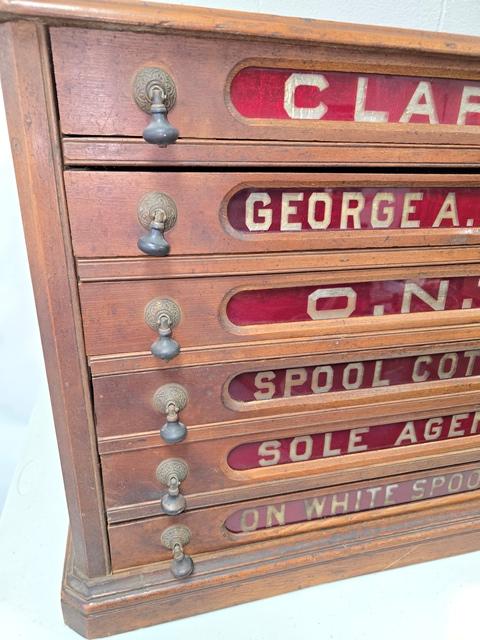 CLAR
GEORGE A.
O.N.
SPOOL COT
SOLE AGEN
ON WHITE SPOO